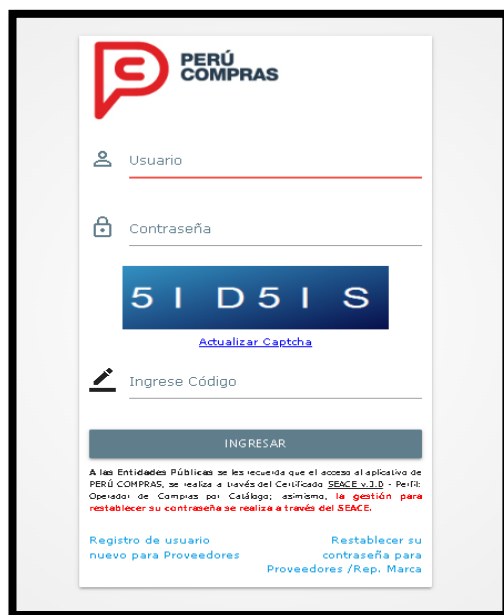 PERÚ
COMPRAS
Usuario
Contraseña
5I D5IS
Actualizar Captcha
Ingrese Código
INGRESAR
A las Entidades Públicas se les recuerda que el acceso al aplicativo de
PERÚ COMPRAS, se realiza a través del Certificado SEACE v.3.0 - Perfil:
Operador de Compras por Catálogo; asimismo, la gestión para
restablecer su contraseña se realiza a través del SEACE.
Registro de usuario
nuevo para Proveedores
Restablecer su
contraseña para
Proveedores /Rep. Marca